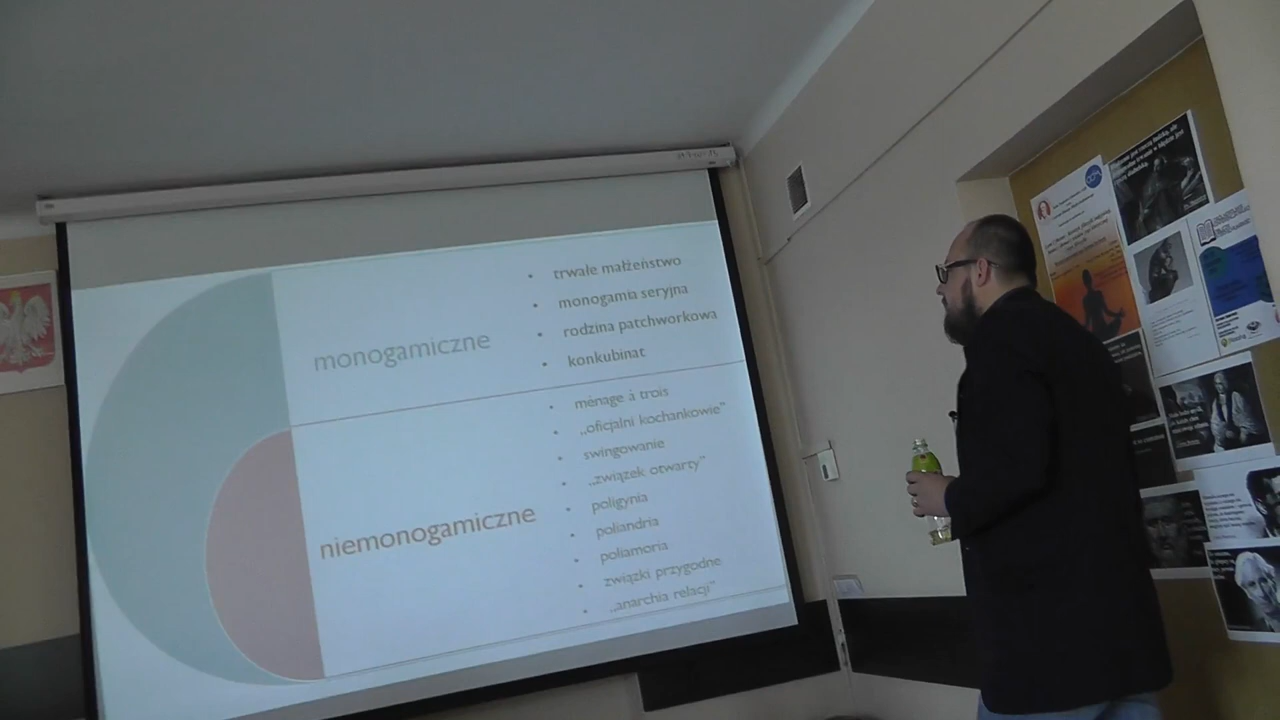 monogamiczne
• trwałe małżeństwo
• monogamia seryjna
• rodzina patchworkowa
• konkubinat
niemonogamiczne
• ménage à trois
• „oficjalni kochankowie”
• swingowanie
• „związek otwarty”
• poligynia
• poliandria
• poliamoria
• związki przygodne
• „anarchia relacji”